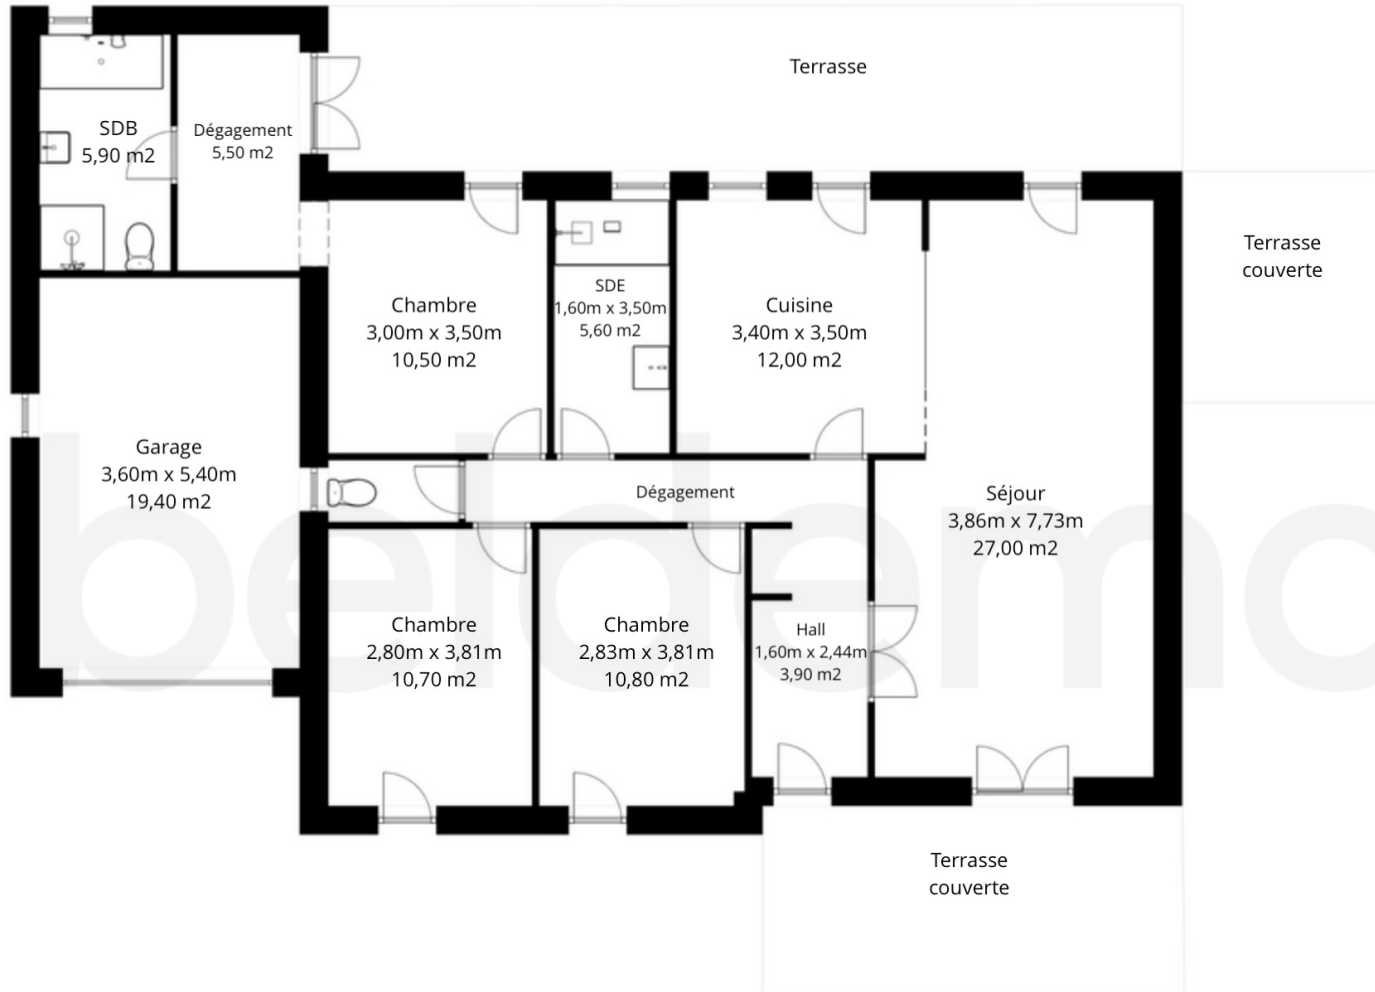 Terrasse
SDB
5,90 m2
Dégagement
5,50 m2
Terrasse
couverte
Chambre
3,00m x 3,50m
10,50 m2
SDE
1,60m x 3,50m
5,60 m2
Cuisine
3,40m x 3,50m
12,00 m2
Garage
3,60m x 5,40m
19,40 m2
Dégagement
Séjour
3,86m x 7,73m
27,00 m2
Chambre
2,80m x 3,81m
10,70 m2
Chambre
2,83m x 3,81m
10,80 m2
Hall
1,60m x 2,44m
3,90 m2
beldemo
Terrasse
couverte